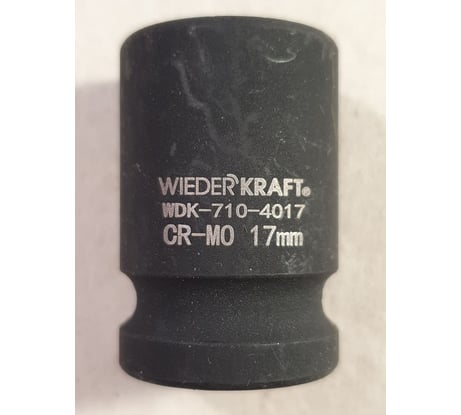 WIEDERKRAFT®
WDK-710-4017
CR-MO 17mm